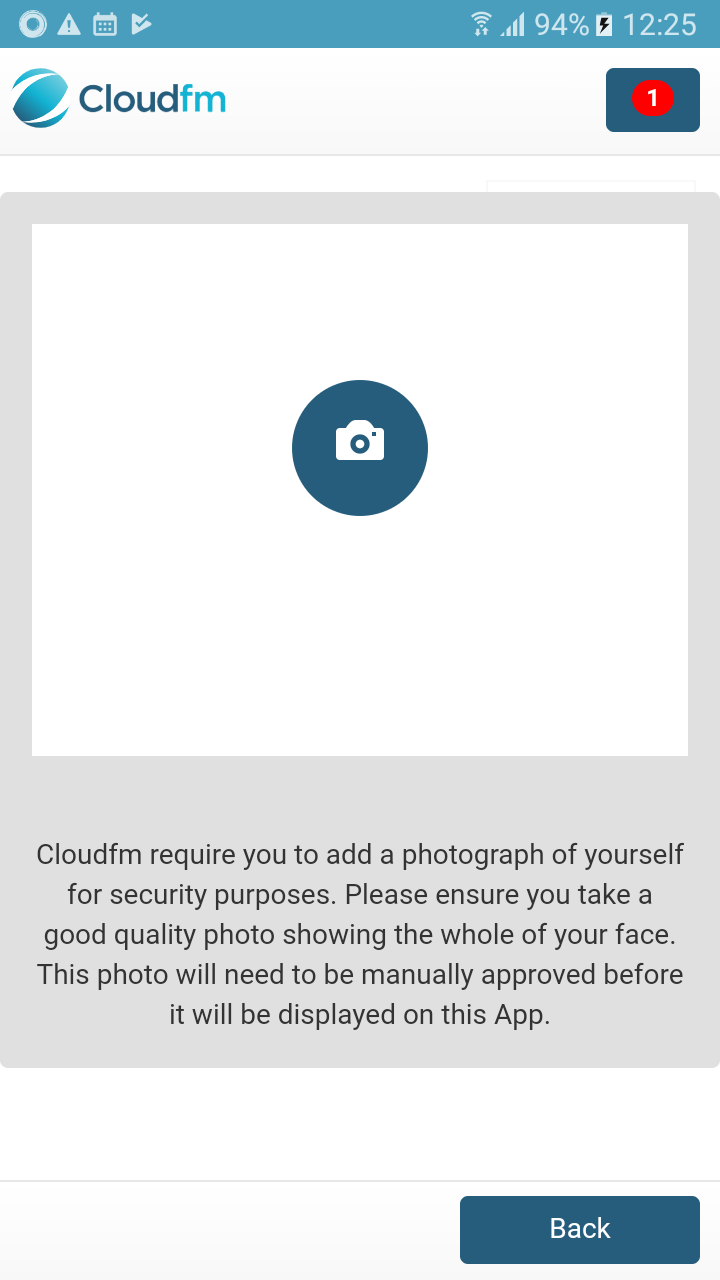 94% 12:25
Cloudfm
1
Cloudfm require you to add a photograph of yourself
for security purposes. Please ensure you take a
good quality photo showing the whole of your face.
This photo will need to be manually approved before
it will be displayed on this App.
Back